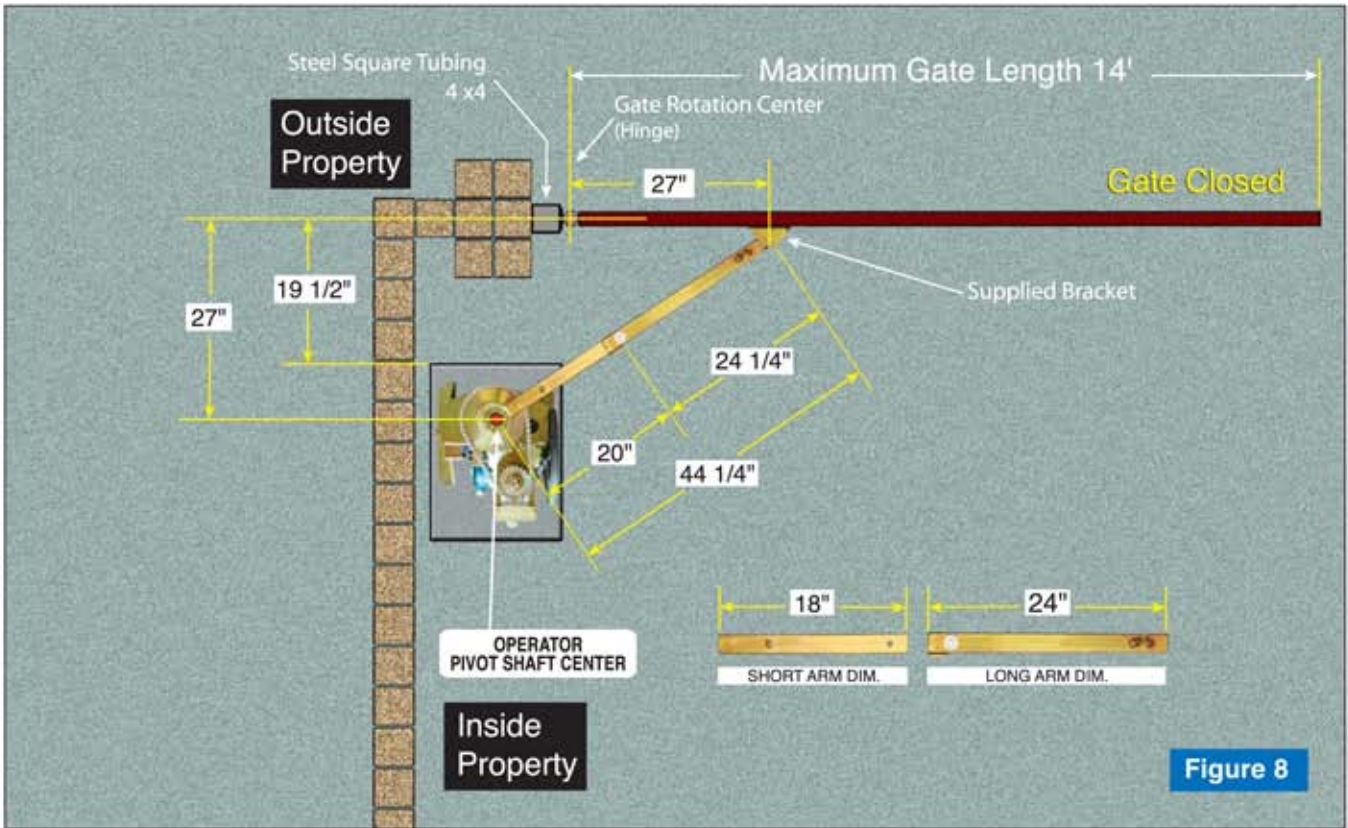 Steel Square Tubing
4 x4
Maximum Gate Length 14'
Gate Rotation Center
(Hinge)
Outside
Property
27"
Gate Closed
19 1/2"
27"
Supplied Bracket
24 1/4"
20"
44 1/4"
18"
24"
SHORT ARM DIM.
LONG ARM DIM.
OPERATOR
PIVOT SHAFT CENTER
Inside
Property
Figure 8